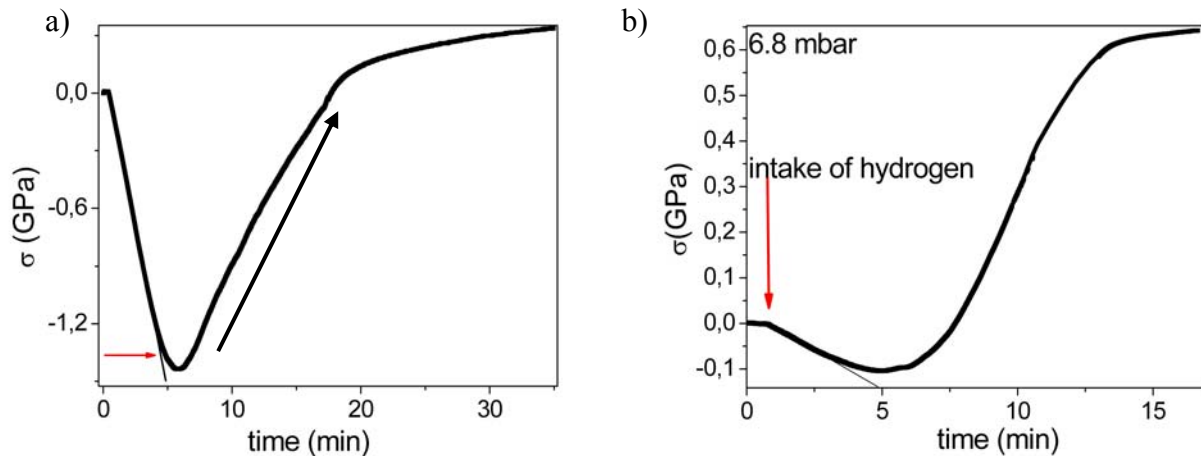 a)
0,0
-0,6
-1,2
σ (GPa)
0
10
20
30
time (min)
b)
6.8 mbar
intake of hydrogen
0,6
0,5
0,4
0,3
0,2
0,1
0,0
-0,1
σ(GPa)
0
5
10
15
time (min)